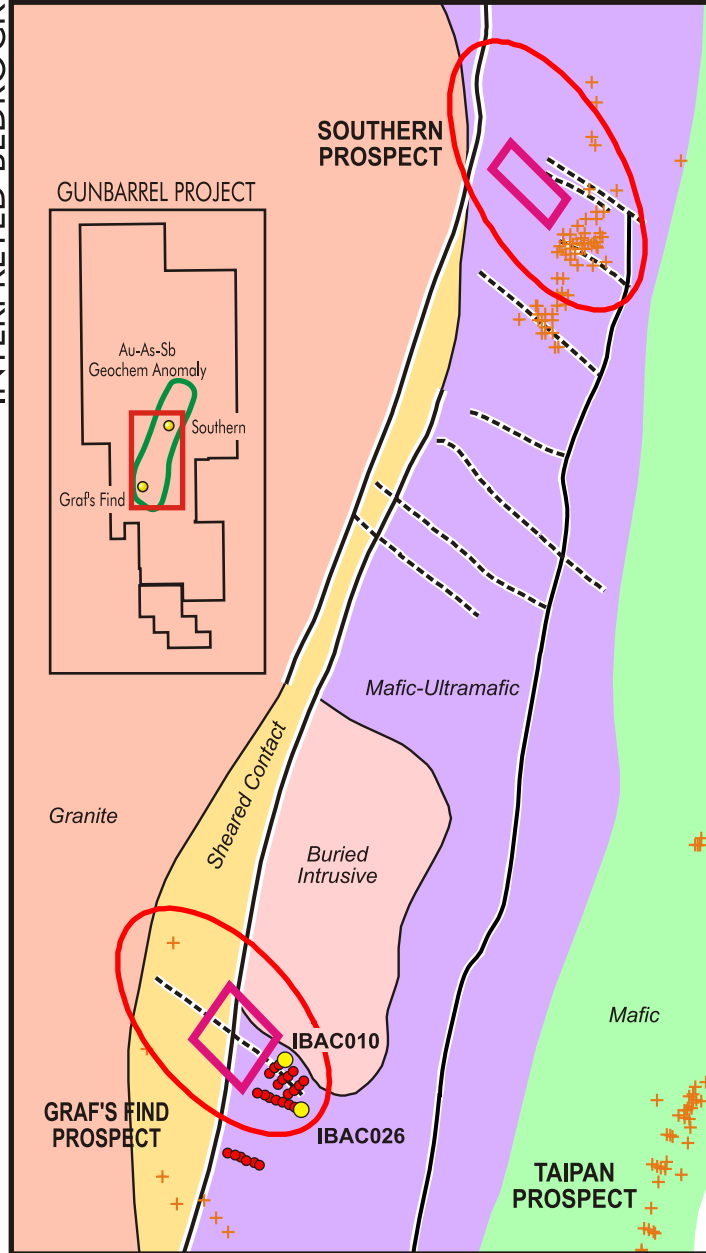 INTERPRETED BEDROCK
SOUTHERN
PROSPECT
GUNBARREL PROJECT
Au-As-Sb
Geochem Anomaly
Southern
Graf's Find
Mafic-Ultramafic
Sheared Contact
Granite
Buried
Intrusive
Mafic
IBAC010
GRAF'S FIND
PROSPECT
IBAC026
TAIPAN
PROSPECT